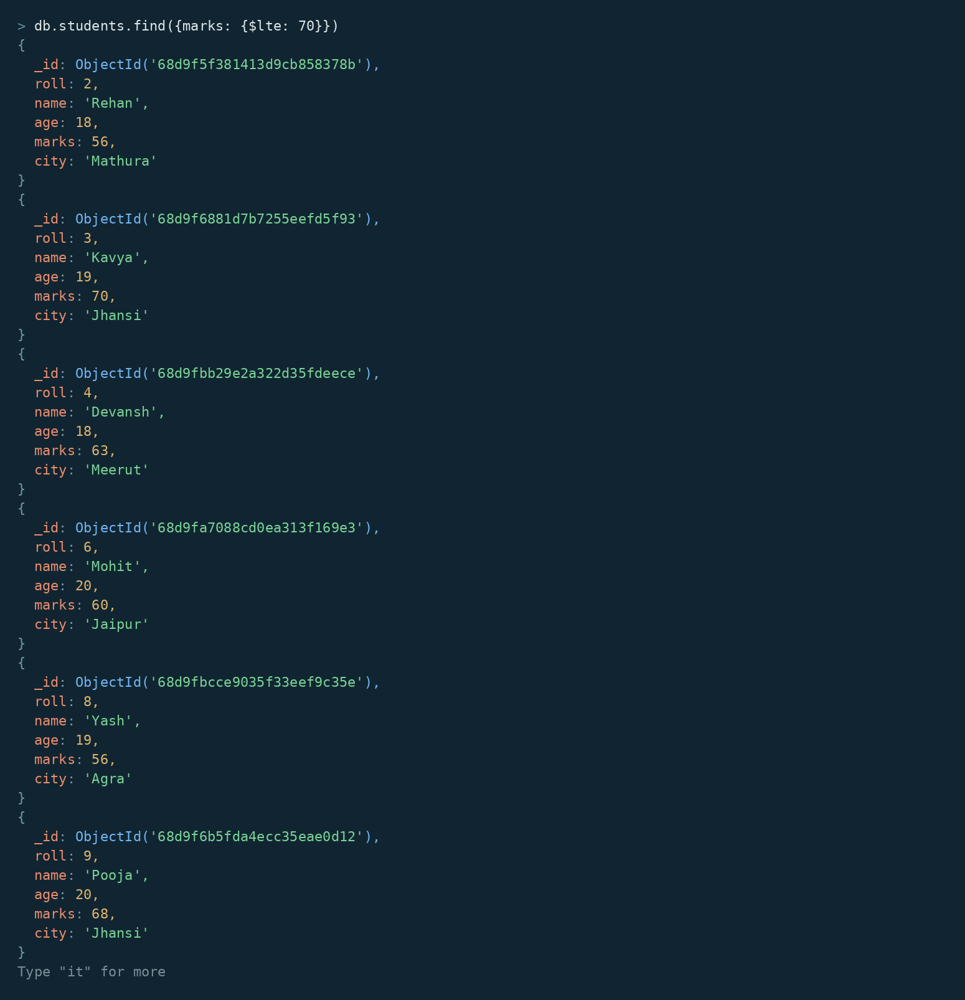 > db.students.find({marks: {$lte: 70}})
{
  _id: ObjectId('68d9f5f381413d9cb858378b'),
  roll: 2,
  name: 'Rehan',
  age: 18,
  marks: 56,
  city: 'Mathura'
}
{
  _id: ObjectId('68d9f6881d7b7255eefd5f93'),
  roll: 3,
  name: 'Kavya',
  age: 19,
  marks: 70,
  city: 'Jhansi'
}
{
  _id: ObjectId('68d9fbb29e2a322d35fdeece'),
  roll: 4,
  name: 'Devansh',
  age: 18,
  marks: 63,
  city: 'Meerut'
}
{
  _id: ObjectId('68d9fa7088cd0ea313f169e3'),
  roll: 6,
  name: 'Mohit',
  age: 20,
  marks: 60,
  city: 'Jaipur'
}
{
  _id: ObjectId('68d9fbcce9035f33eef9c35e'),
  roll: 8,
  name: 'Yash',
  age: 19,
  marks: 56,
  city: 'Agra'
}
{
  _id: ObjectId('68d9f6b5fda4ecc35eae0d12'),
  roll: 9,
  name: 'Pooja',
  age: 20,
  marks: 68,
  city: 'Jhansi'
}
Type "it" for more